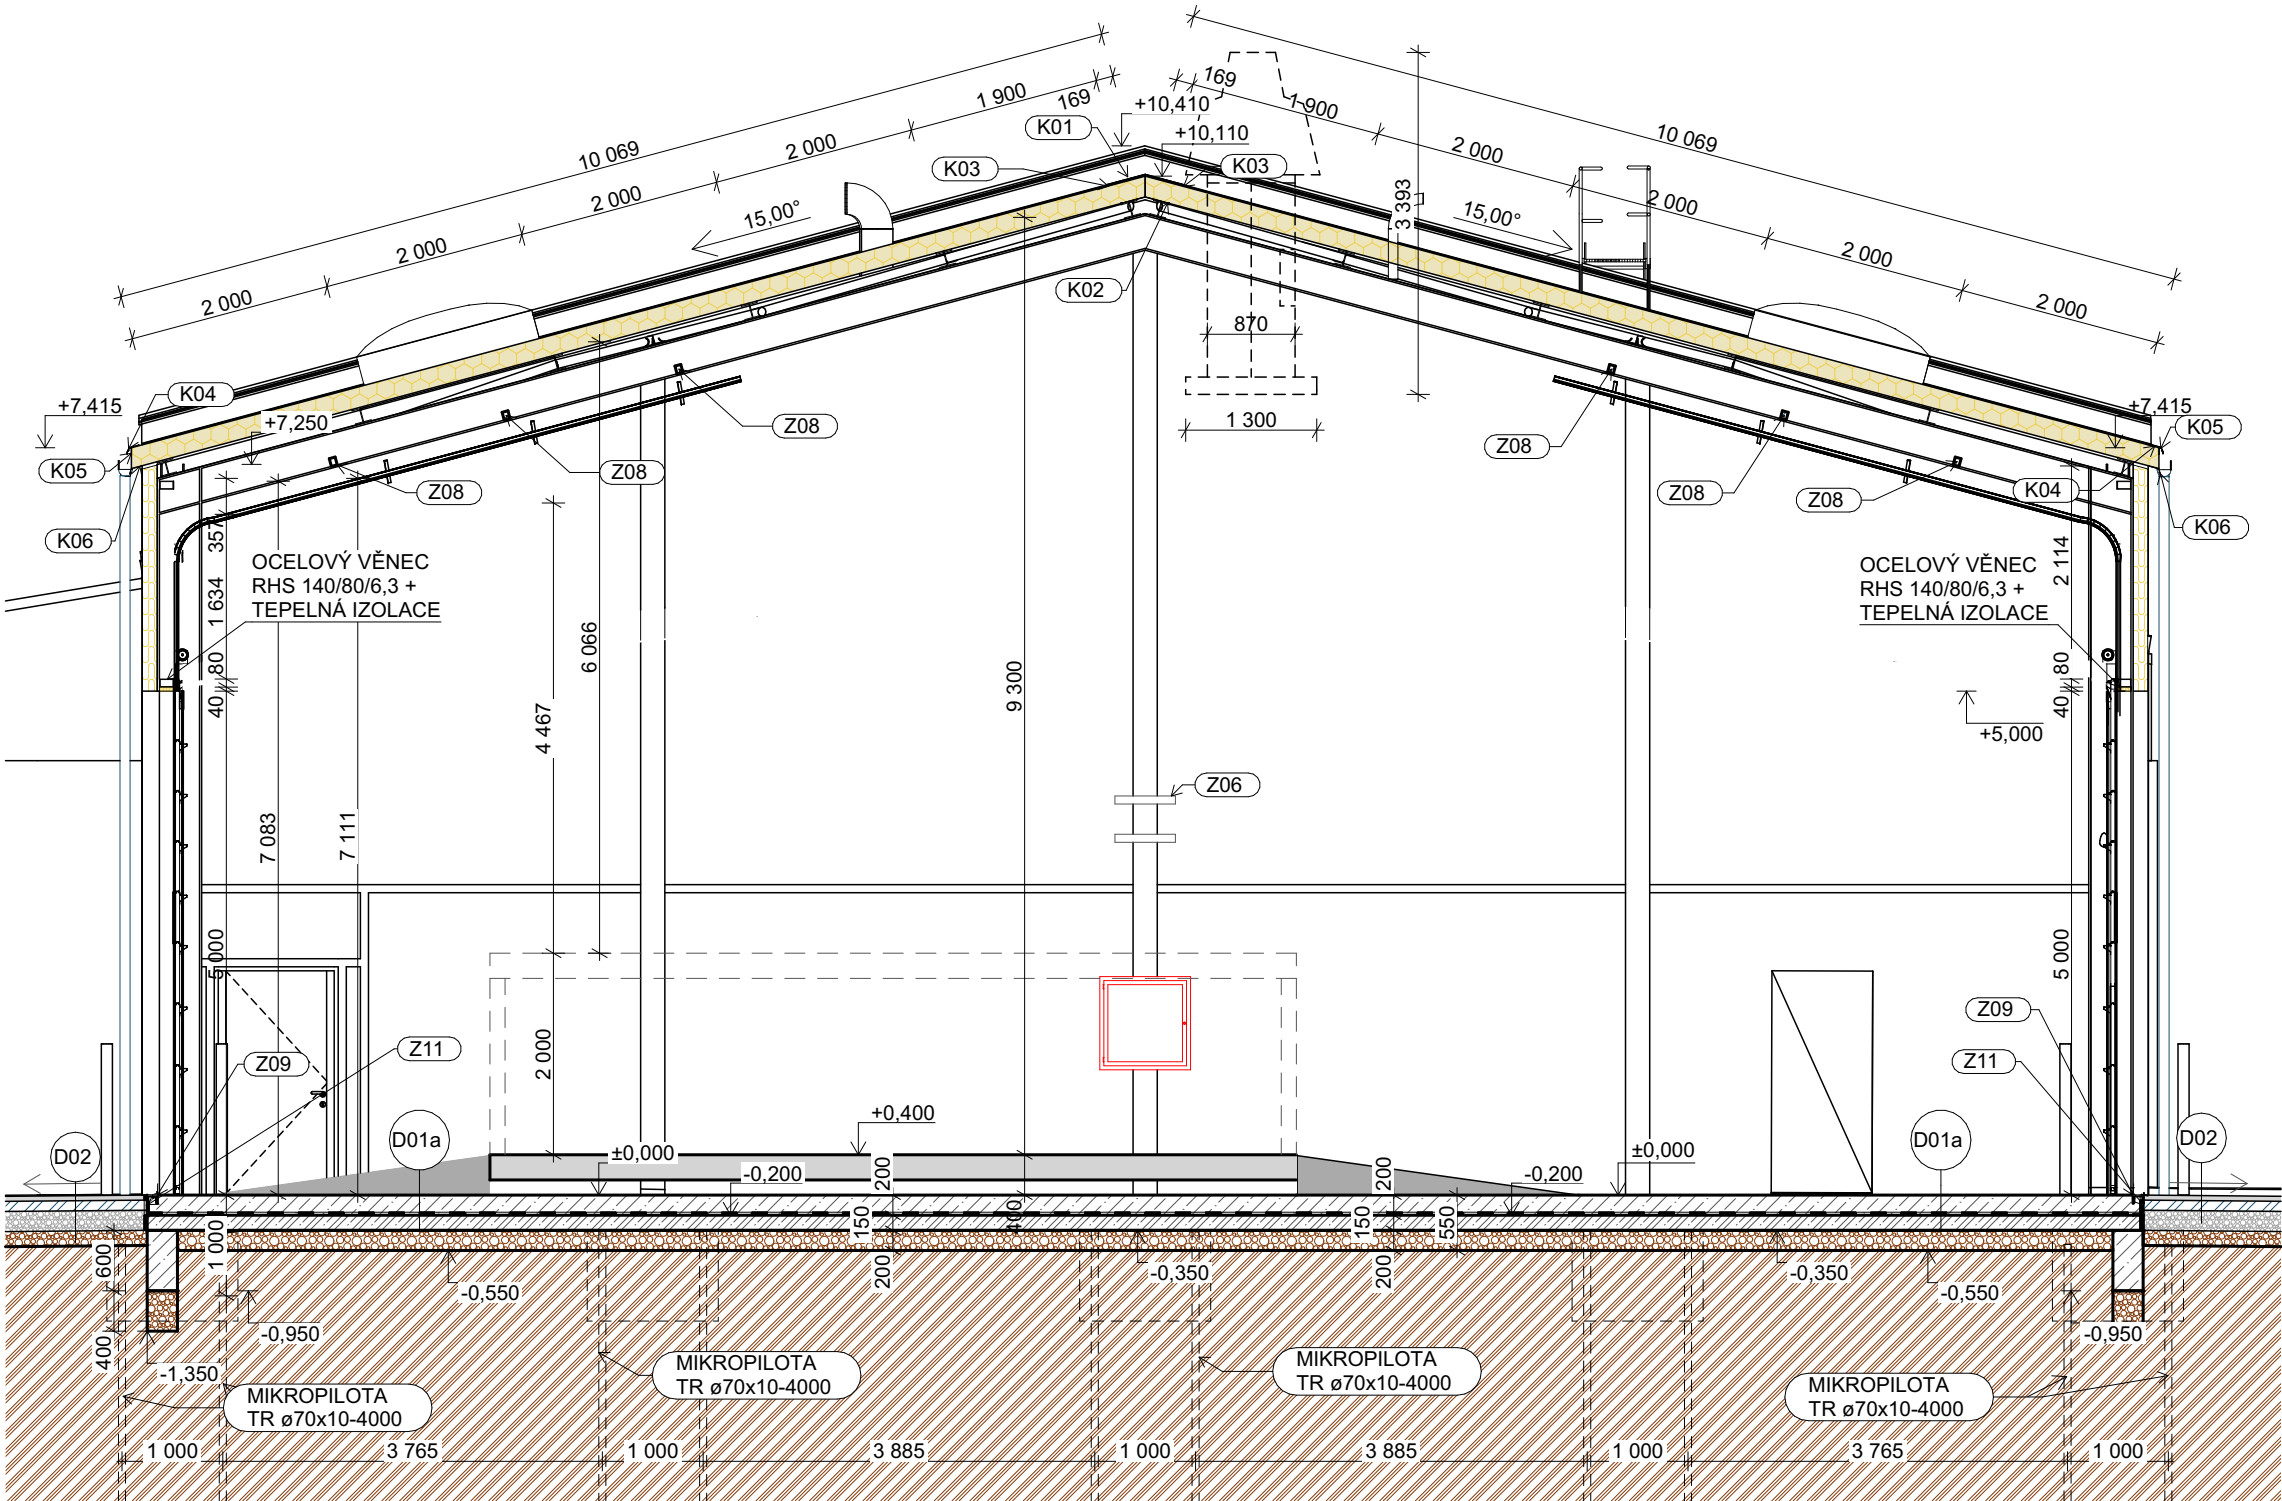 10 069
169
1 900
2 000
2 000
2 000
2 000
169
1 900
2 000
2 000
2 000
2 000
10 069
+10,410
+10,110
K01
K03
K03
K02
15,00°
15,00°
3 393
870
1 300
+7,415
K04
+7,250
K05
K06
Z08
Z08
Z08
Z08
Z08
Z08
+7,415
K05
K04
K06
OCELOVÝ VĚNEC
RHS 140/80/6,3 +
TEPELNÁ IZOLACE
OCELOVÝ VĚNEC
RHS 140/80/6,3 +
TEPELNÁ IZOLACE
357
1 634
80
40
5 000
7 083
7 111
4 467
6 066
2 000
9 300
400
2 114
80
40
5 000
+5,000
Z06
Z09
Z11
Z09
Z11
D02
D01a
D01a
D02
+0,400
±0,000
±0,000
-0,200
-0,200
200
150
200
200
150
200
550
-0,350
-0,350
-0,550
-0,550
600
400
1 000
-0,950
-0,950
-1,350
MIKROPILOTA
TR ø70x10-4000
MIKROPILOTA
TR ø70x10-4000
MIKROPILOTA
TR ø70x10-4000
MIKROPILOTA
TR ø70x10-4000
1 000
3 765
1 000
3 885
1 000
3 885
1 000
3 765
1 000